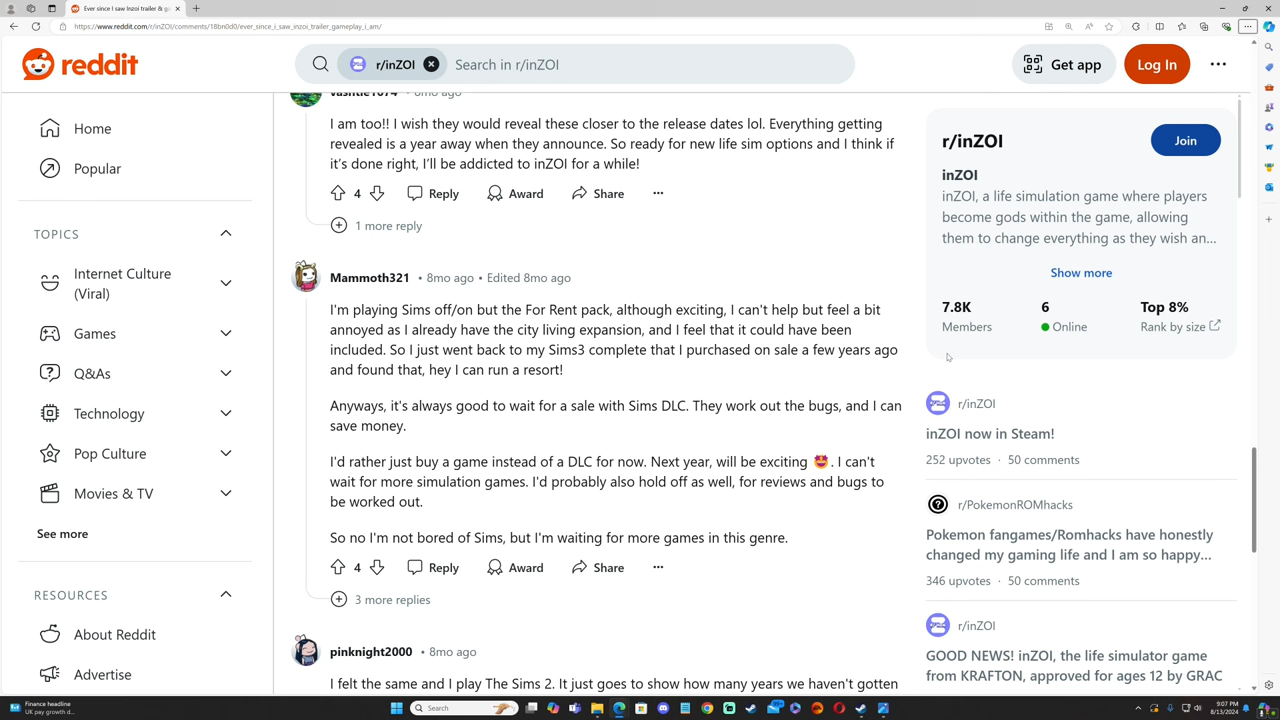 Ever since I saw Inzoi trailer & g
https://www.reddit.com/r/inZOI/comments/18bn0d0/ever_since_i_saw_inzoi_trailer_gameplay_i_am/
reddit
r/inZOI
Search in r/inZOI
Get app
Log In
Home
Popular
TOPICS
Internet Culture
(Viral)
Games
Q&As
Technology
Pop Culture
Movies & TV
See more
RESOURCES
About Reddit
Advertise
I am too!! I wish they would reveal these closer to the release dates lol. Everything getting
revealed is a year away when they announce. So ready for new life sim options and I think if
it's done right, I'll be addicted to inZOI for a while!
4 Reply Award Share
1 more reply
Mammoth321 • 8mo ago • Edited 8mo ago
I'm playing Sims off/on but the For Rent pack, although exciting, I can't help but feel a bit
annoyed as I already have the city living expansion, and I feel that it could have been
included. So I just went back to my Sims3 complete that I purchased on sale a few years ago
and found that, hey I can run a resort!
Anyways, it's always good to wait for a sale with Sims DLC. They work out the bugs, and I can
save money.
I'd rather just buy a game instead of a DLC for now. Next year, will be exciting 🤩. I can't
wait for more simulation games. I'd probably also hold off as well, for reviews and bugs to
be worked out.
So no I'm not bored of Sims, but I'm waiting for more games in this genre.
4 Reply Award Share
3 more replies
pinknight2000 • 8mo ago
I felt the same and I play The Sims 2. It just goes to show how many years we haven't gotten
r/inZOI
Join
inZOI
inZOI, a life simulation game where players
become gods within the game, allowing
them to change everything as they wish an...
Show more
7.8K 6 Top 8%
Members Online Rank by size
r/inZOI
inZOI now in Steam!
252 upvotes · 50 comments
r/PokemonROMhacks
Pokemon fangames/Romhacks have honestly
changed my gaming life and I am so happy...
346 upvotes · 50 comments
r/inZOI
GOOD NEWS! inZOI, the life simulator game
from KRAFTON, approved for ages 12 by GRAC
Finance headline
UK pay growth d...
Search
9:07 PM
8/13/2024